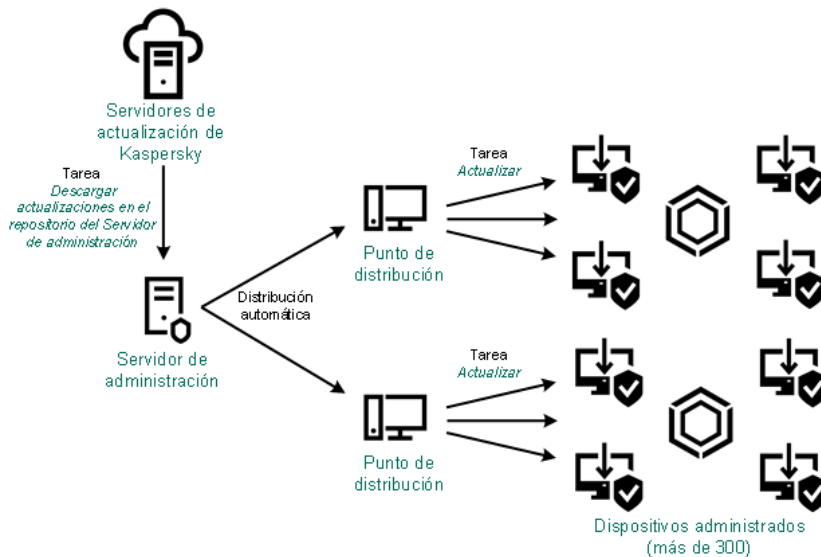 Servidores de
actualización de
Kaspersky
Tarea
Descargar
actualizaciones en el
repositorio del Servidor
de administración
Servidor de
administración
Distribución
automática
Tarea
Actualizar
Punto de
distribución
Tarea
Actualizar
Punto de
distribución
Dispositivos administrados
(más de 300)